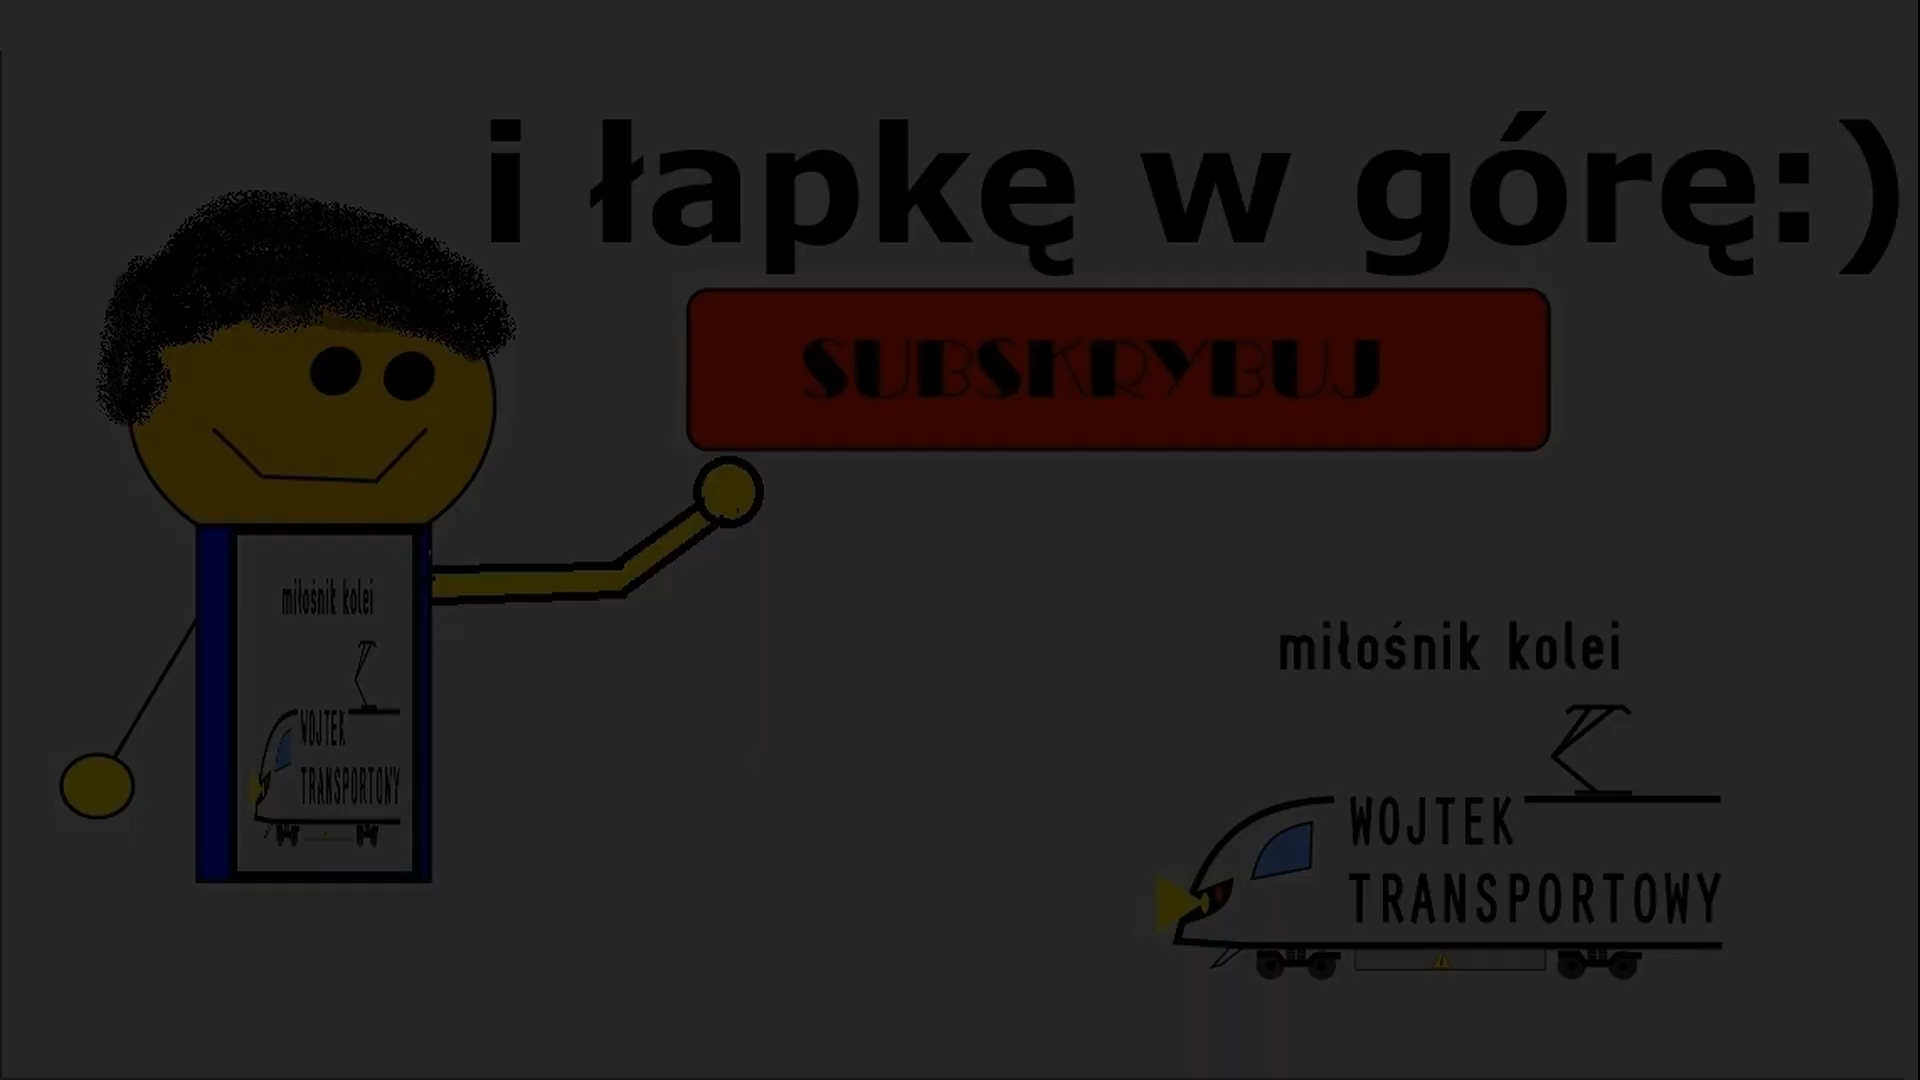 i łapkę w górę:)
SUBSKRYBUJ
miłośnik kolei
WOJTEK
TRANSPORTOWY
miłośnik kolei
WOJTEK
TRANSPORTOWY